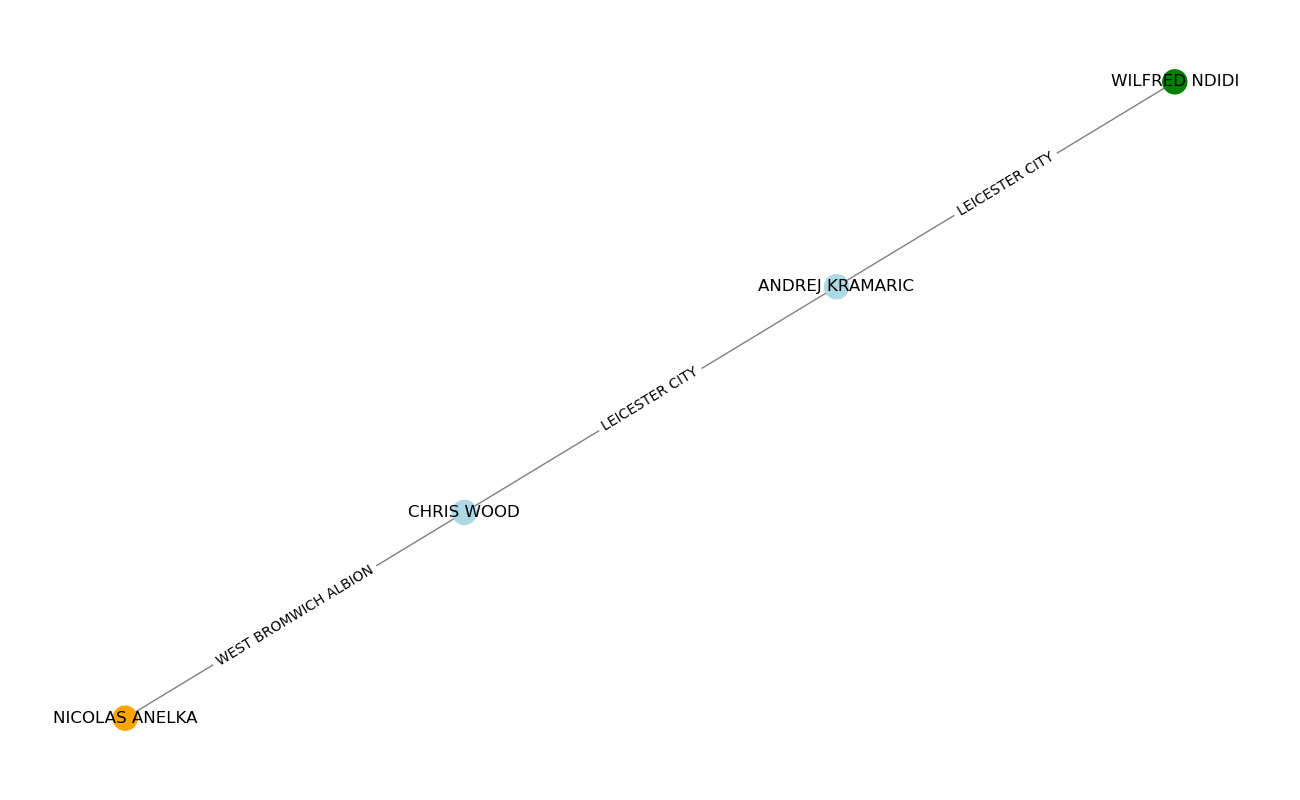 WILFRED NDIDI
LEICESTER CITY
ANDREJ KRAMARIC
LEICESTER CITY
CHRIS WOOD
WEST BROMWICH ALBION
NICOLAS ANELKA